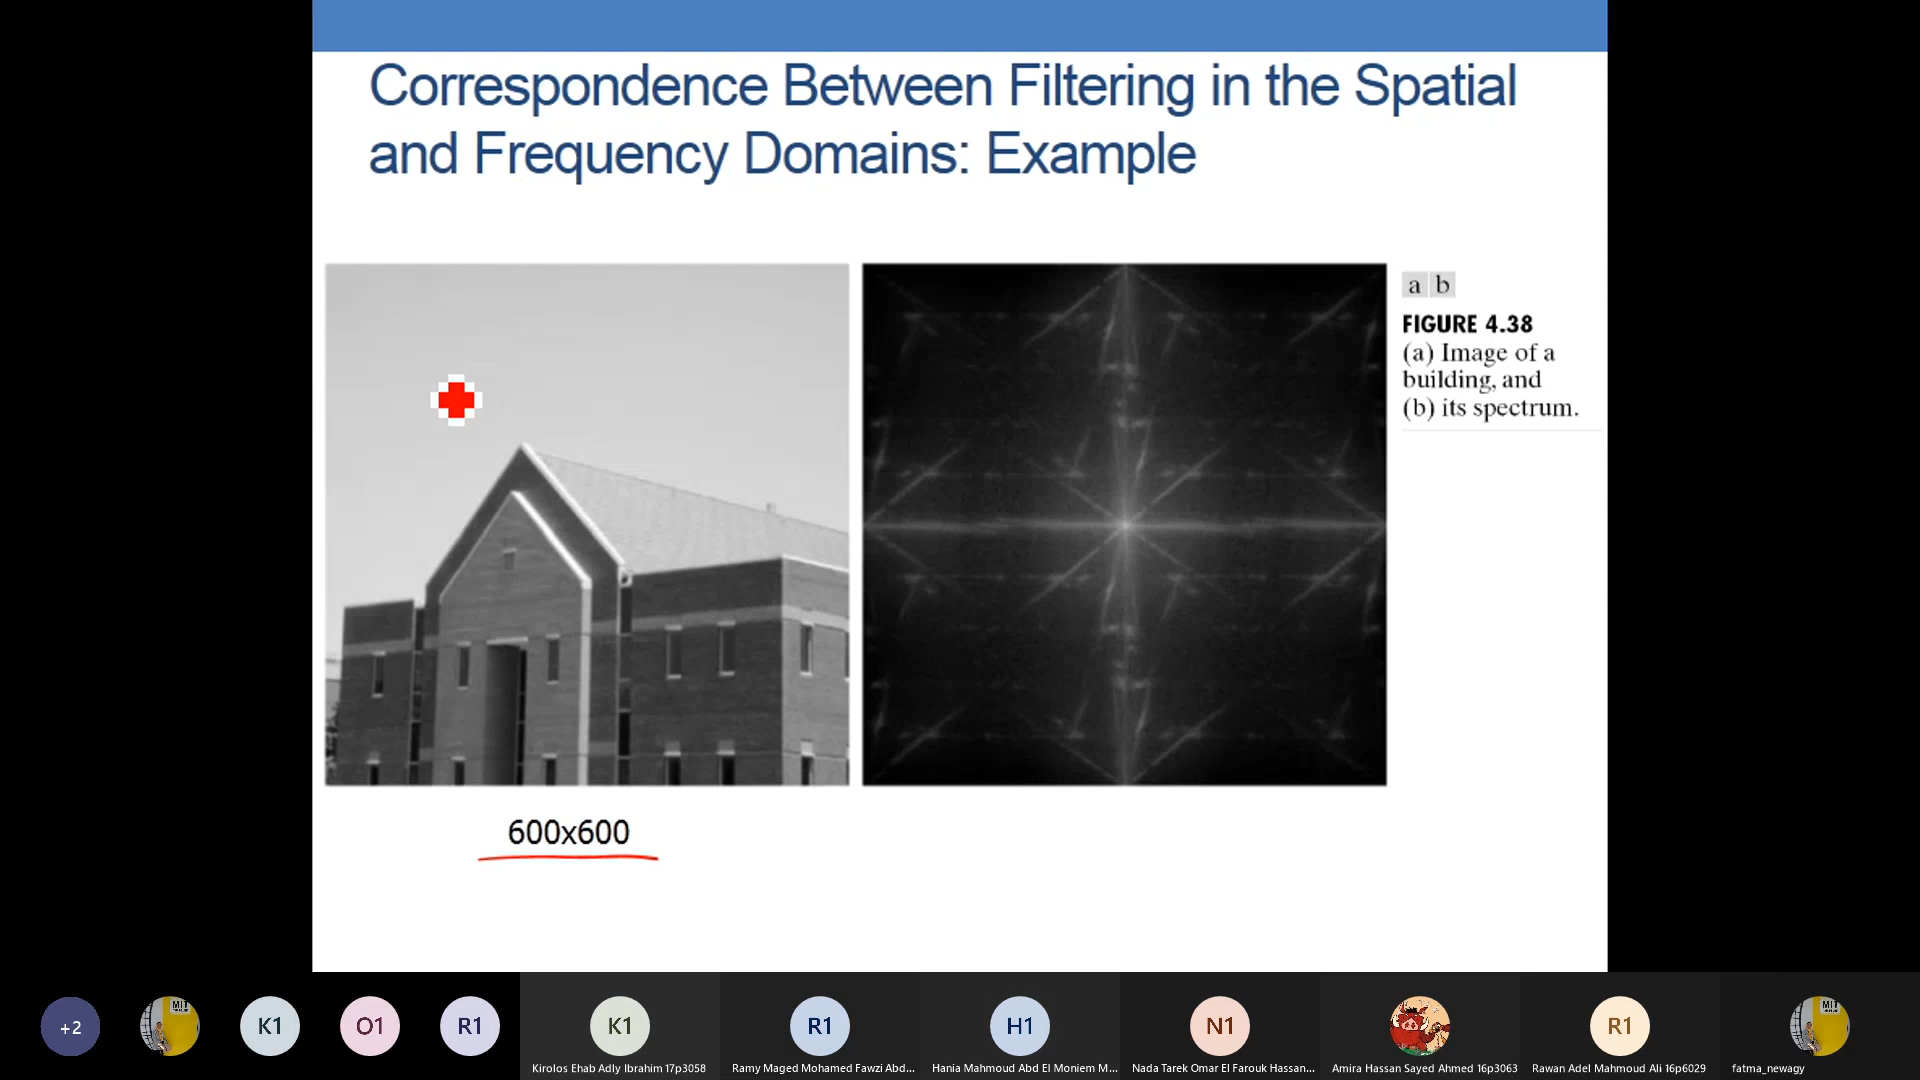 Correspondence Between Filtering in the Spatial
and Frequency Domains: Example
a b
FIGURE 4.38
(a) Image of a
building, and
(b) its spectrum.
600x600
+2
MIT
K1
O1
R1
K1
R1
H1
N1
R1
MIT
Kirolos Ehab Adly Ibrahim 17p3058
Ramy Maged Mohamed Fawzi Abd...
Hania Mahmoud Abd El Moniem M...
Nada Tarek Omar El Farouk Hassan...
Amira Hassan Sayed Ahmed 16p3063
Rawan Adel Mahmoud Ali 16p6029
fatma_newagy